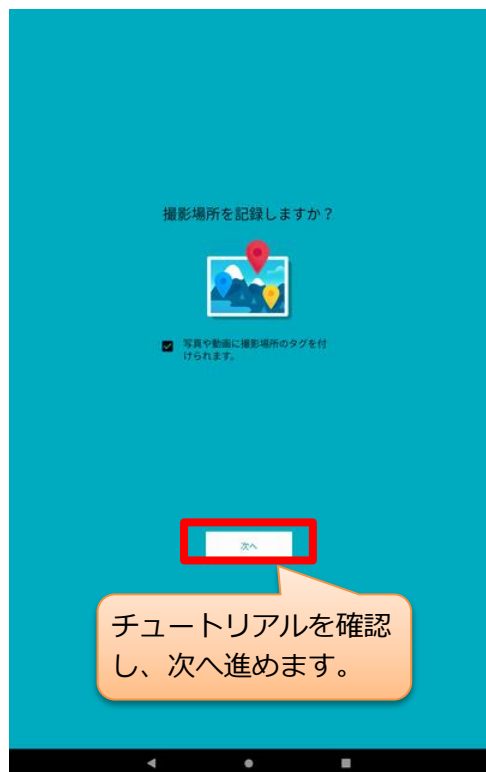 撮影場所を記録しますか？
写真や動画に撮影場所のタグを付
けられます。
次へ
チュートリアルを確認
し、次へ進めます。